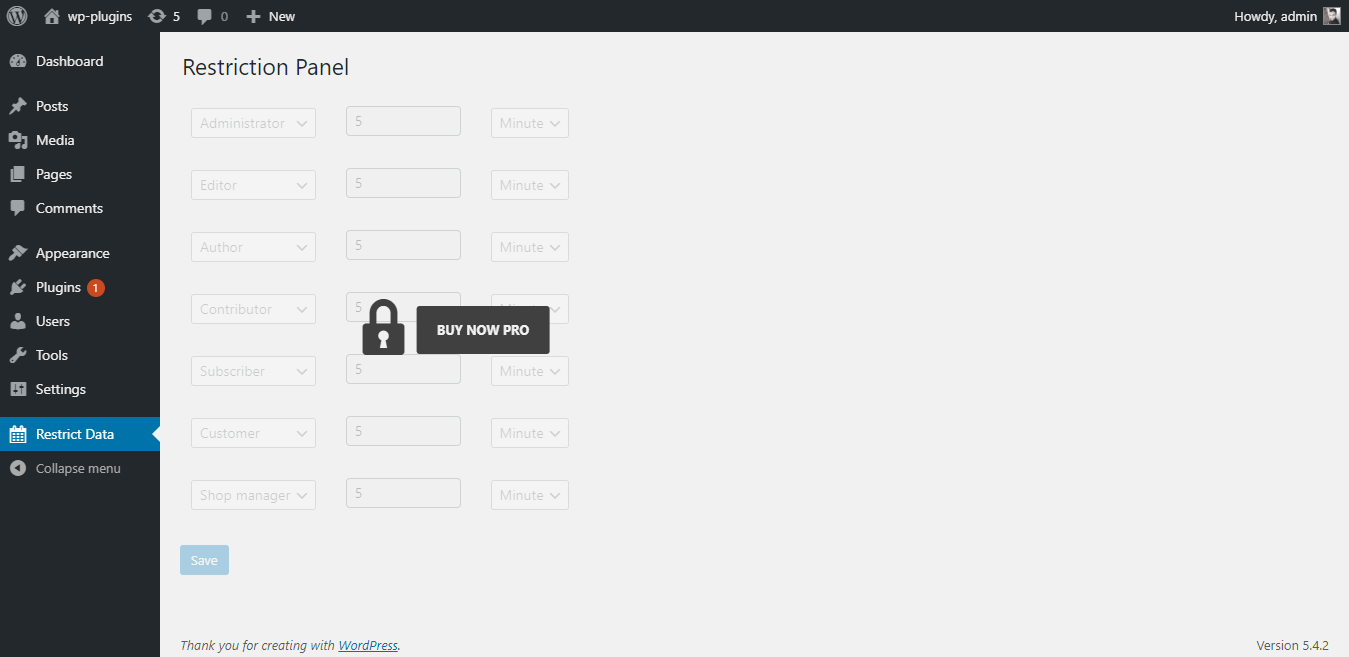 wp-plugins 5 0 New Howdy, admin
Dashboard
Posts
Media
Pages
Comments
Appearance
Plugins 1
Users
Tools
Settings
Restrict Data
Collapse menu
Restriction Panel
Administrator 5 Minute
Editor 5 Minute
Author 5 Minute
Contributor 5 Minute
BUY NOW PRO
Subscriber 5 Minute
Customer 5 Minute
Shop manager 5 Minute
Save
Thank you for creating with WordPress. Version 5.4.2